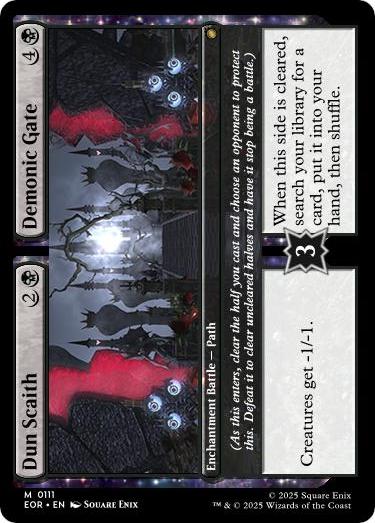 Dun Scaith 2
Demonic Gate 4
Enchantment Battle — Path
(As this enters, clear the half you cast and choose an opponent to protect
this. Defeat it to clear uncleared halves and have it stop being a battle.)
Creatures get -1/-1.
3
When this side is cleared,
search your library for a
card, put it into your
hand, then shuffle.
M 0111
EOR • EN SQUARE ENIX
© 2025 Square Enix
™ & © 2025 Wizards of the Coast